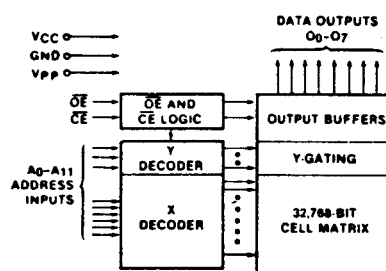 DATA OUTPUTS
O0-O7
VCC
GND
VPP
OE
CE
OE AND
CE LOGIC
OUTPUT BUFFERS
Y
DECODER
Y-GATING
A0-A11
ADDRESS
INPUTS
X
DECODER
32,768-BIT
CELL MATRIX